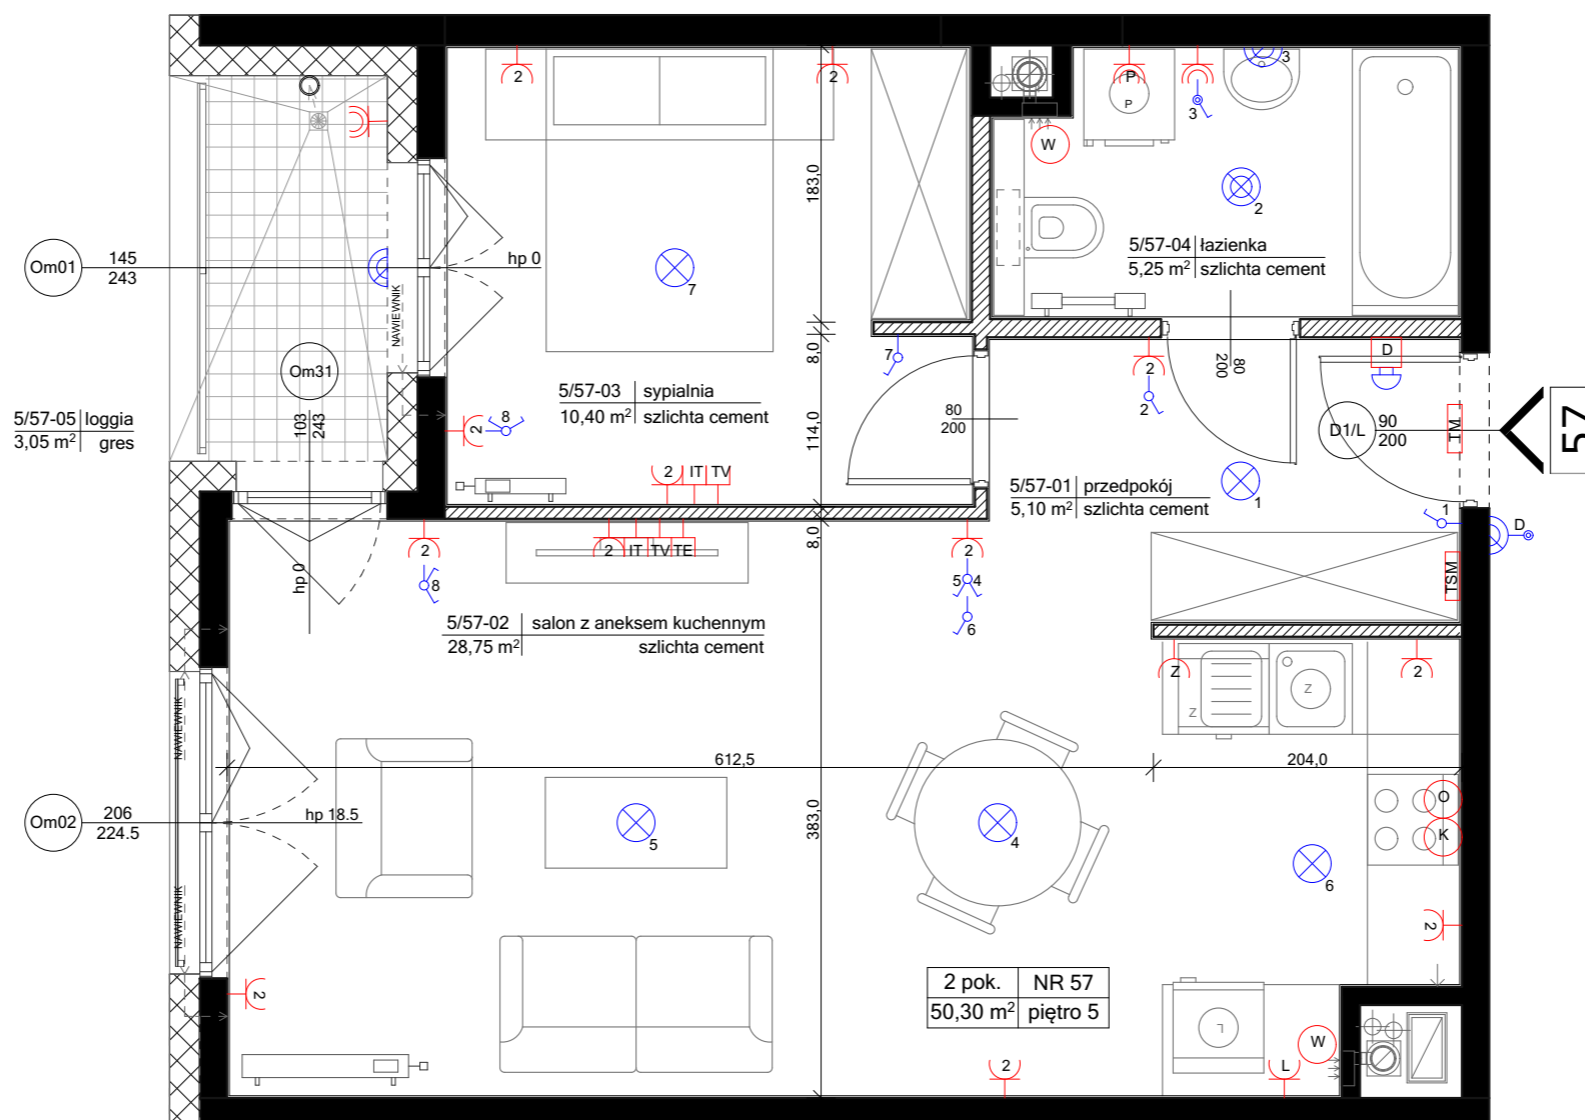 2
2
P
P
3
3
W
2
183,0
5/57-04 łazienka
5,25 m² szlichta cement
Om01
145
243
hp 0
7
NAWIEWNIK
8,0
7
D
2
80
200
Om31
103
243
5/57-03 sypialnia
10,40 m² szlichta cement
2
5/57-05 loggia
3,05 m² gres
2
8
114,0
80
200
D1/L
90
200
TM
57
2 IT TV
5/57-01 przedpokój
5,10 m² szlichta cement
1
1
D
8,0
2
2 IT TV TE
2
hp 0
8
5 4
6
TSM
5/57-02 salon z aneksem kuchennym
28,75 m² szlichta cement
Z
2
Z
Z
NAWIEWNIK
612,5
204,0
Om02
206
224.5
hp 18.5
5
383,0
4
O
K
6
NAWIEWNIK
2
2
2 pok. NR 57
50,30 m² piętro 5
L
W
2
L